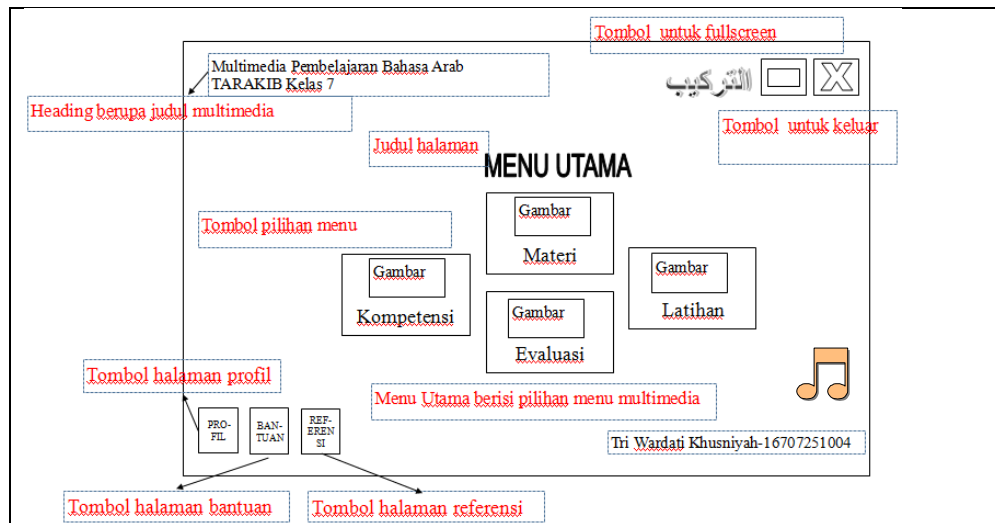 Tombol untuk fullscreen
Multimedia Pembelajaran Bahasa Arab
TARAKIB Kelas 7
التركيب
X
Heading berupa judul multimedia
Tombol untuk keluar
Judul halaman
MENU UTAMA
Tombol pilihan menu
Gambar
Materi
Gambar
Kompetensi
Gambar
Latihan
Gambar
Evaluasi
Tombol halaman profil
Menu Utama berisi pilihan menu multimedia
PRO-
FIL
BAN-
TUAN
REF-
EREN
SI
Tri Wardati Khusniyah-16707251004
Tombol halaman bantuan
Tombol halaman referensi